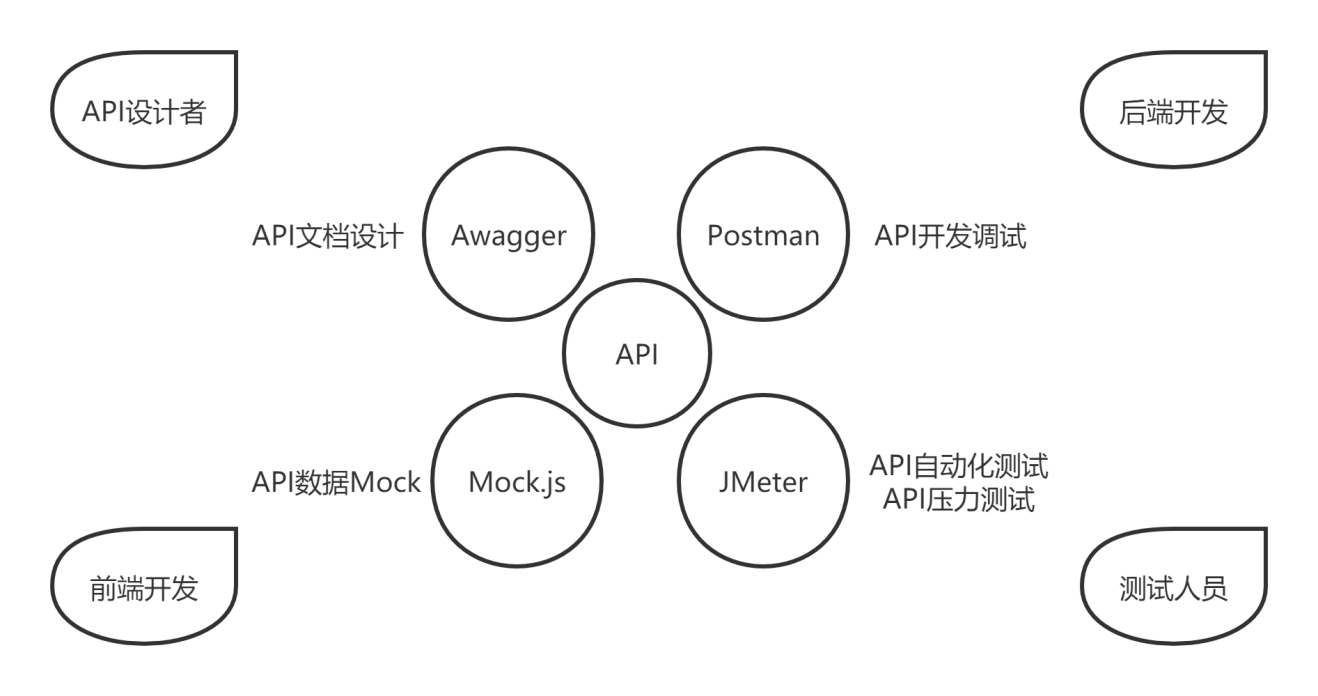 API设计者
后端开发
API文档设计
Awagger
Postman
API开发调试
API
API数据Mock
Mock.js
JMeter
API自动化测试
API压力测试
前端开发
测试人员